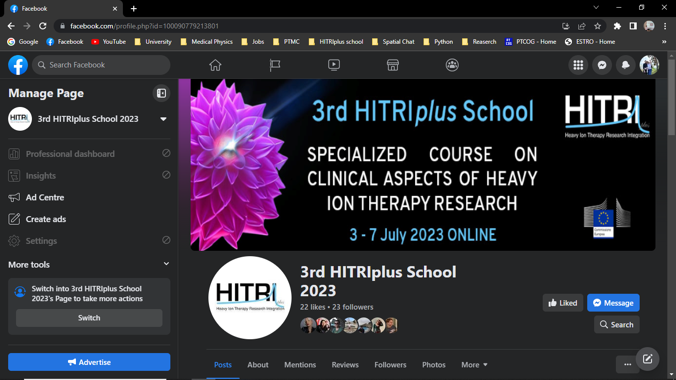 Facebook
facebook.com/profile.php?id=100090779213801
Google
Facebook
YouTube
University
Medical Physics
Jobs
PTMC
HITRIplus school
Spatial Chat
Python
Reaserch
PTCOG - Home
ESTRO - Home
»
Search Facebook
Manage Page
3rd HITRIplus School 2023
Professional dashboard
Insights
Ad Centre
Create ads
Settings
More tools
Switch into 3rd HITRIplus School
2023's Page to take more actions
Switch
Advertise
3rd HITRIplus School
HITRI
plus
Heavy Ion Therapy Research Integration
SPECIALIZED COURSE ON
CLINICAL ASPECTS OF HEAVY
ION THERAPY RESEARCH
3 - 7 July 2023 ONLINE
European
Commission
HITRI
plus
Heavy Ion Therapy Research Integration
3rd HITRIplus School
2023
22 likes • 23 followers
Liked
Message
Search
Posts
About
Mentions
Reviews
Followers
Photos
More